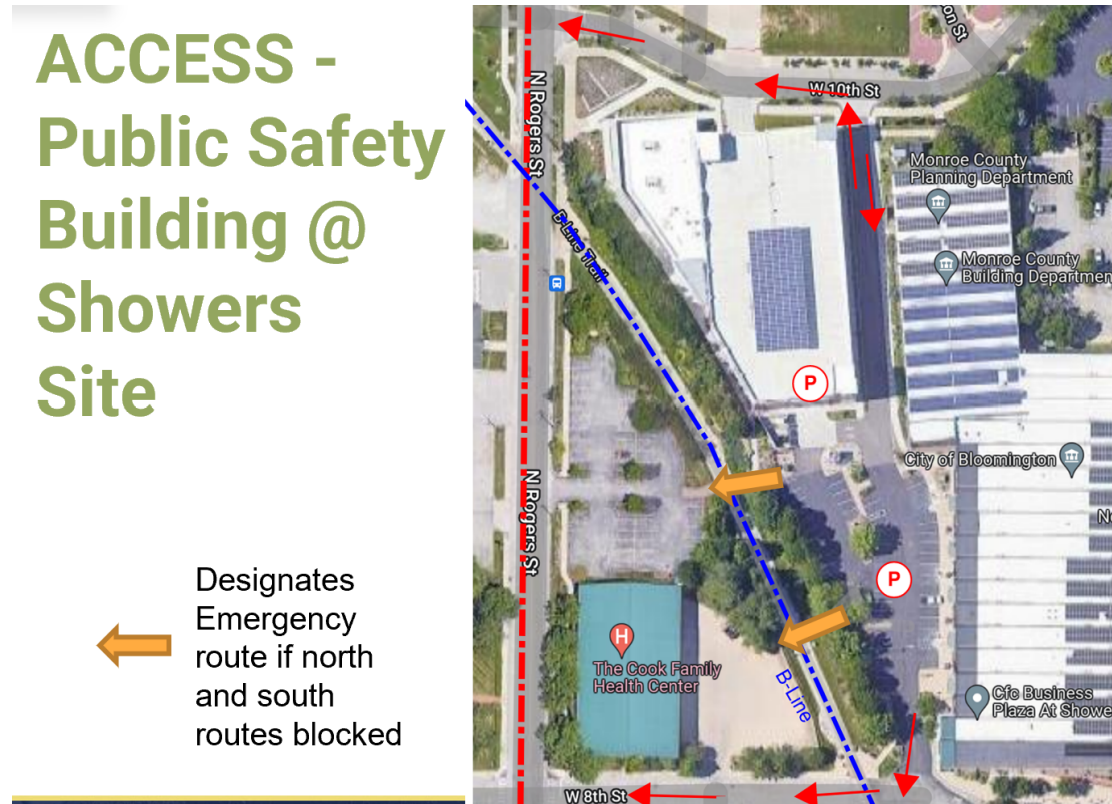 ACCESS -
Public Safety
Building @
Showers
Site
Designates
Emergency
route if north
and south
routes blocked
W 10th St
N Rogers St
Monroe County
Planning Department
B-Line Trail
Monroe County
Building Departmen
P
City of Bloomington
N Rogers St
P
H
The Cook Family
Health Center
B-Line
Cfc Business
Plaza At Showe
W 8th St